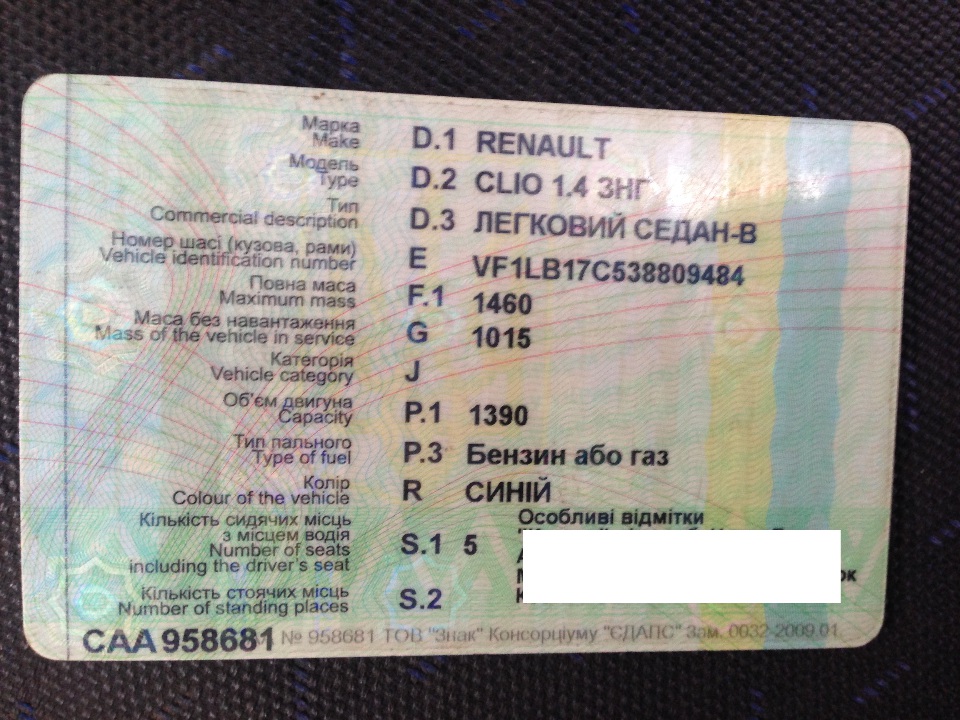 Марка
Make
D.1 RENAULT
Модель
Type
D.2 CLIO 1.4 ЗНГ
Тип
Commercial description
D.3 ЛЕГКОВИЙ СЕДАН-В
Номер шасі (кузова, рами)
Vehicle identification number
E VF1LB17C538809484
Повна маса
Maximum mass
F.1 1460
Маса без навантаження
Mass of the vehicle in service
G 1015
Категорія
Vehicle category
J
Об'єм двигуна
Capacity
P.1 1390
Тип пального
Type of fuel
P.3 Бензин або газ
Колір
Colour of the vehicle
R СИНІЙ
Кількість сидячих місць
з місцем водія
Number of seats
including the driver's seat
S.1 5
Особливі відмітки
Кількість стоячих місць
Number of standing places
S.2
САА 958681 № 958681 ТОВ "Знак" Консорціуму "ЄДАПС" Зам. 0032-2009.01.